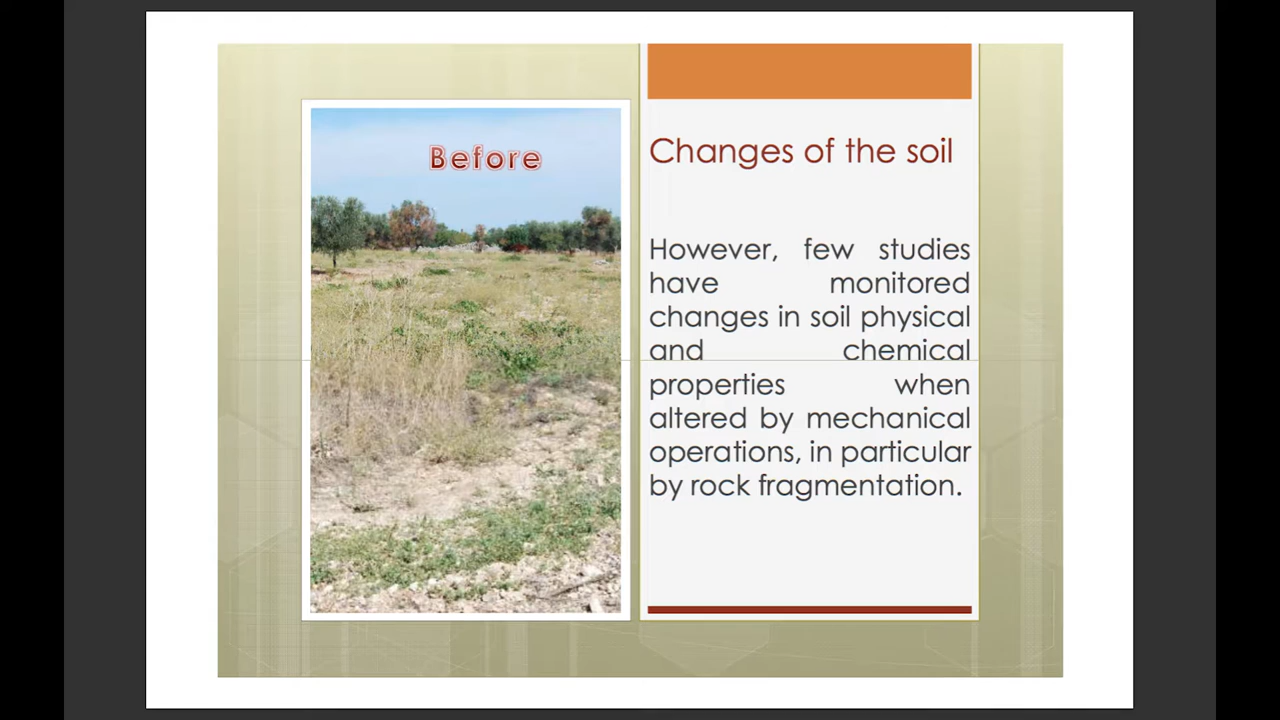 Before
Changes of the soil
However, few studies
have monitored
changes in soil physical
and chemical
properties when
altered by mechanical
operations, in particular
by rock fragmentation.